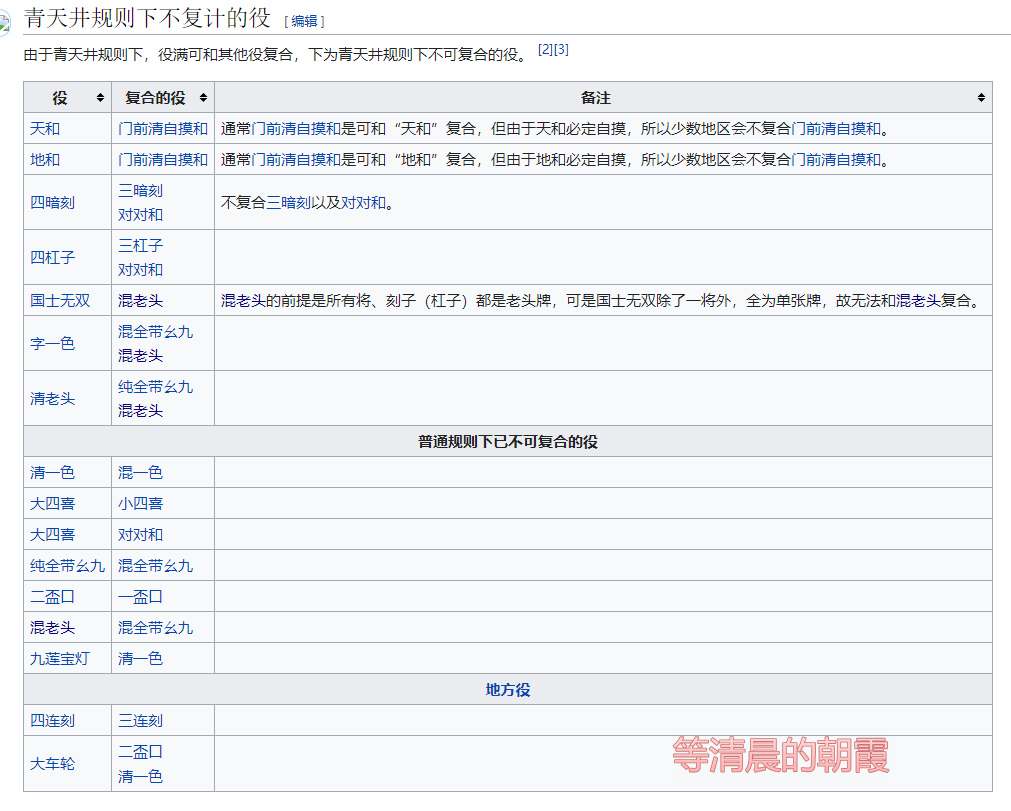 青天井规则下不复计的役 [编辑]
由于青天井规则下，役满可和其他役复合，下为青天井规则下不可复合的役。[2][3]
役 复合的役 备注
天和 门前清自摸和 通常门前清自摸和是可和“天和”复合，但由于天和必定自摸，所以少数地区会不复合门前清自摸和。
地和 门前清自摸和 通常门前清自摸和是可和“地和”复合，但由于地和必定自摸，所以少数地区会不复合门前清自摸和。
四暗刻 三暗刻
对对和 不复合三暗刻以及对对和。
四杠子 三杠子
对对和
国士无双 混老头 混老头的前提是所有将、刻子（杠子）都是老头牌，可是国士无双除了一将外，全为单张牌，故无法和混老头复合。
字一色 混全带幺九
混老头
清老头 纯全带幺九
混老头
普通规则下已不可复合的役
清一色 混一色
大四喜 小四喜
大四喜 对对和
纯全带幺九 混全带幺九
二盃口 一盃口
混老头 混全带幺九
九莲宝灯 清一色
地方役
四连刻 三连刻
大车轮 二盃口
清一色
等清晨的朝霞